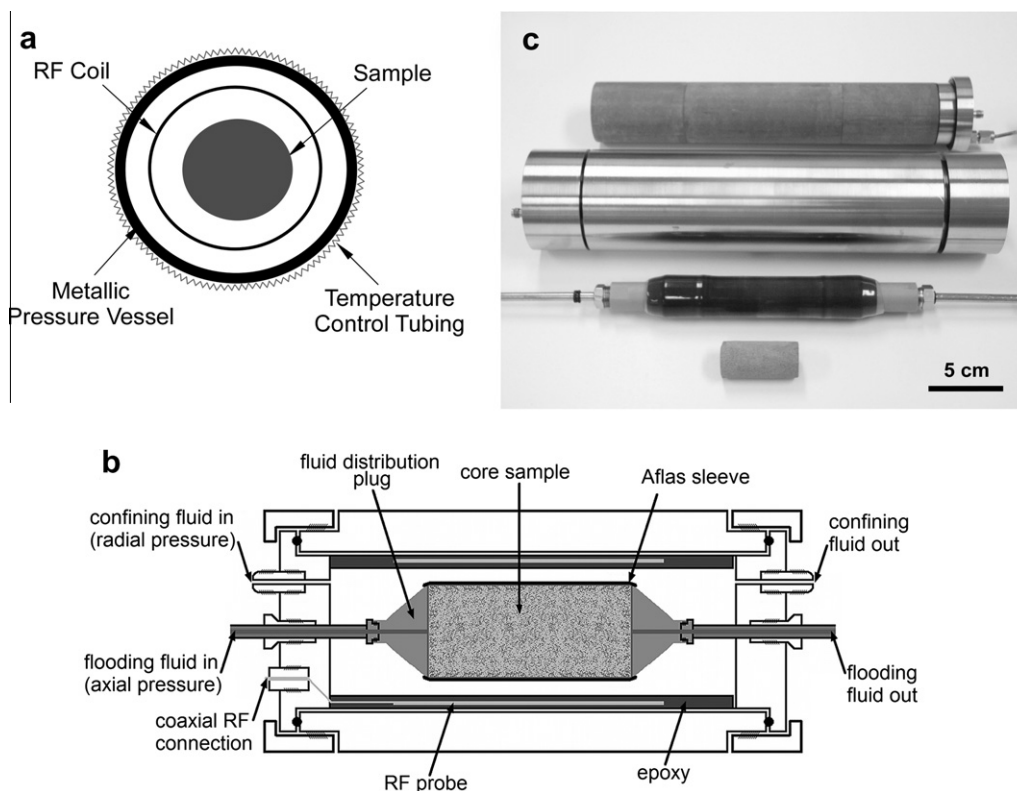 a
RF Coil
Sample
Metallic
Pressure Vessel
Temperature
Control Tubing
c
5 cm
b
fluid distribution
plug
core sample
Aflas sleeve
confining fluid in
(radial pressure)
confining
fluid out
flooding fluid in
(axial pressure)
flooding
fluid out
coaxial RF
connection
RF probe
epoxy